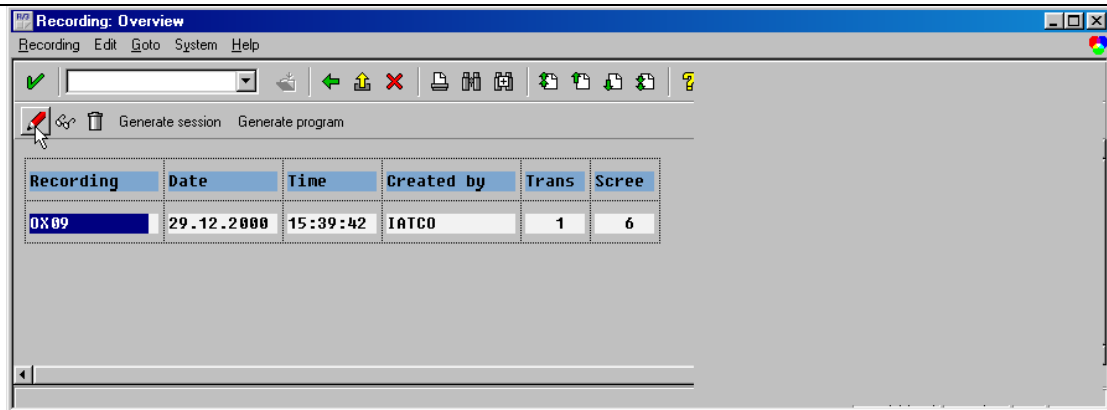 Recording: Overview
Recording Edit Goto System Help
Generate session Generate program
Recording Date Time Created by Trans Scree
OX09 29.12.2000 15:39:42 IATCO 1 6